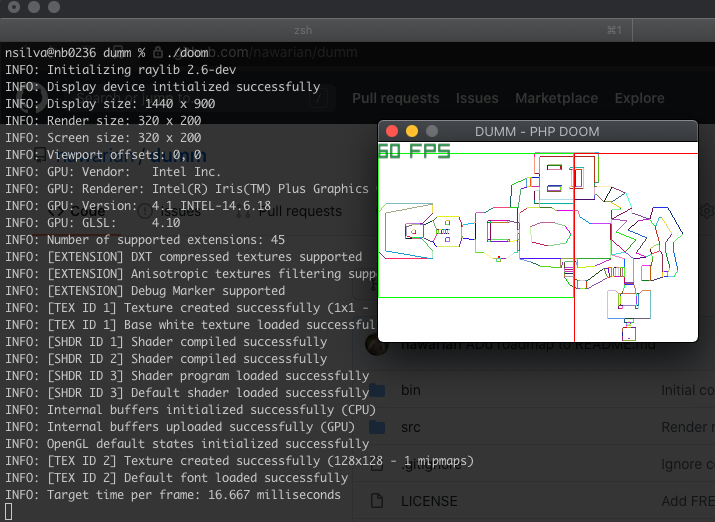 zsh
⌘1
nsilva@nb0236 dumm % ./doom
github.com/nawarian/dumm
INFO: Initializing raylib 2.6-dev
INFO: Display device initialized successfully
INFO: Display size: 1440 x 900
Search or jump to...
/
Pull requests
Issues
Marketplace
Explore
INFO: Render size: 320 x 200
INFO: Screen size: 320 x 200
INFO: Viewport offsets: 0, 0
dumm
INFO: GPU: Vendor:   Intel Inc.
INFO: GPU: Renderer: Intel(R) Iris(TM) Plus Graphics
INFO: GPU: Version:  4.1 INTEL-14.6.18
Code
Issues
Pull requests
INFO: GPU: GLSL:     4.10
INFO: Number of supported extensions: 45
INFO: [EXTENSION] DXT compressed textures supported
INFO: [EXTENSION] Anisotropic textures filtering supp
INFO: [EXTENSION] Debug Marker supported
INFO: [TEX ID 1] Texture created successfully (1x1 -
INFO: [TEX ID 1] Base white texture loaded successful
INFO: [SHDR ID 1] Shader compiled successfully
INFO: [SHDR ID 2] Shader compiled successfully
INFO: [SHDR ID 3] Shader program loaded successfully
INFO: [SHDR ID 3] Default shader loaded successfully
INFO: Internal buffers initialized successfully (CPU)
INFO: Internal buffers uploaded successfully (GPU)
INFO: OpenGL default states initialized successfully
INFO: [TEX ID 2] Texture created successfully (128x128 - 1 mipmaps)
INFO: [TEX ID 2] Default font loaded successfully
INFO: Target time per frame: 16.667 milliseconds
DUMM - PHP DOOM
60 FPS
nawarian Add roadmap to README.md
bin
Initial co
src
Render r
.gitignore
Ignore c
LICENSE
Add FRE